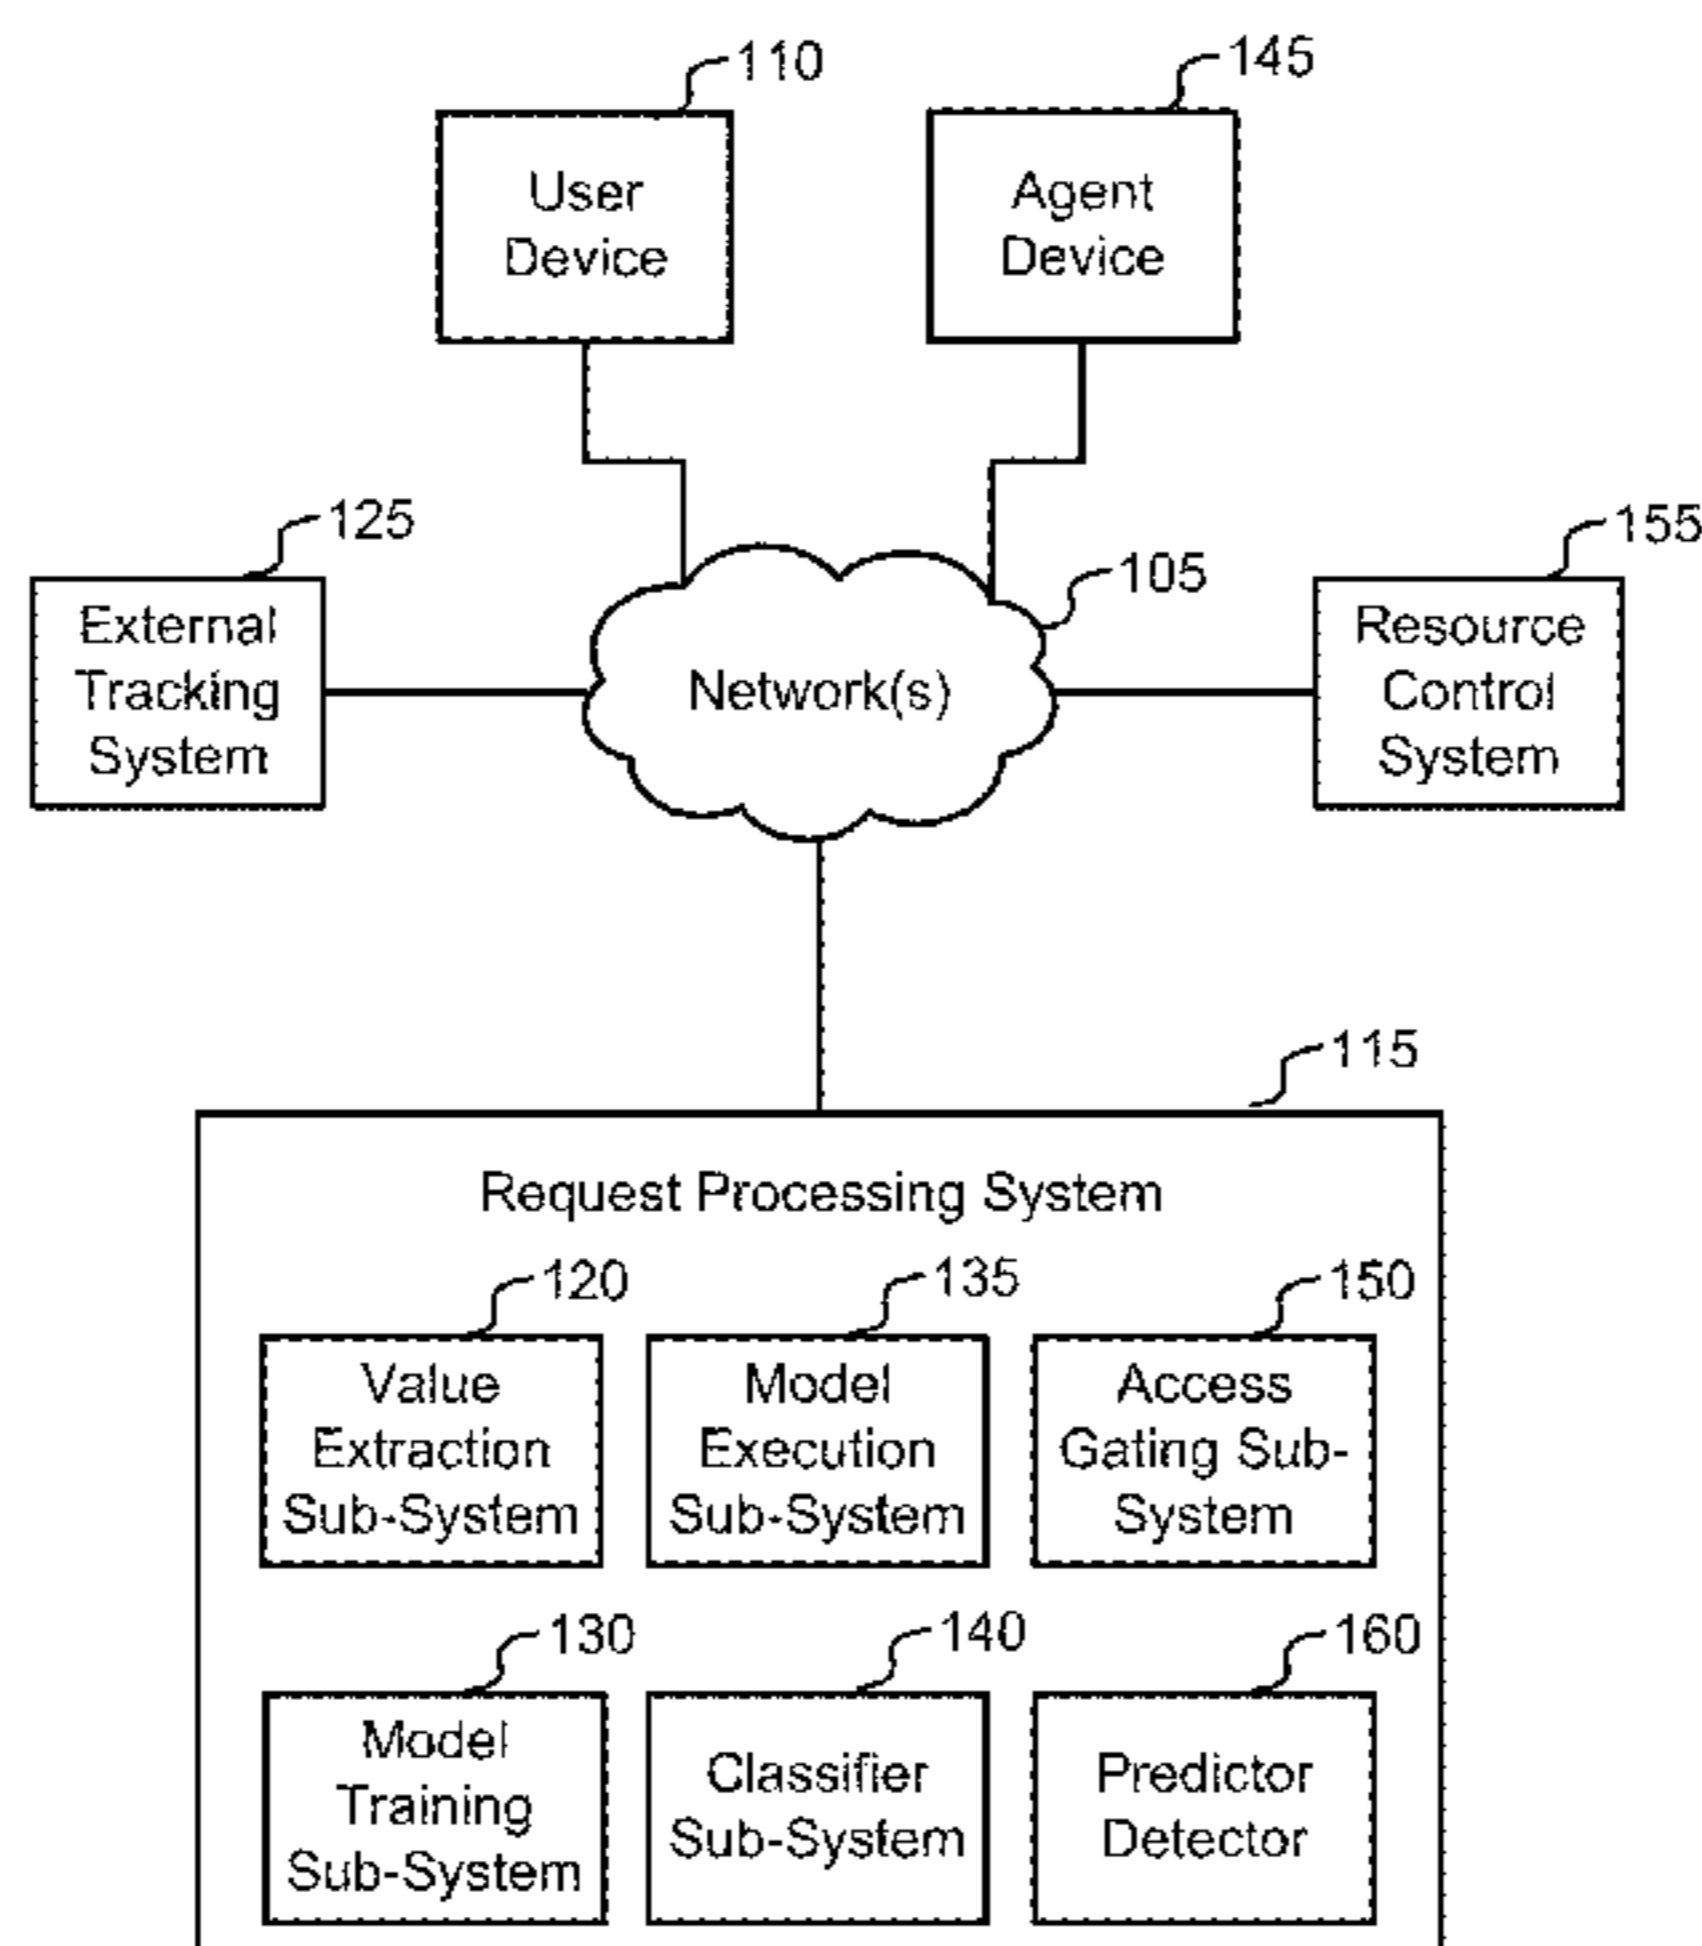 110
145
User
Device
Agent
Device
125
155
105
External
Tracking
System
Network(s)
Resource
Control
System
115
Request Processing System
120
135
150
Value
Extraction
Sub-System
Model
Execution
Sub-System
Access
Gating Sub-
System
130
140
160
Model
Training
Sub-System
Classifier
Sub-System
Predictor
Detector